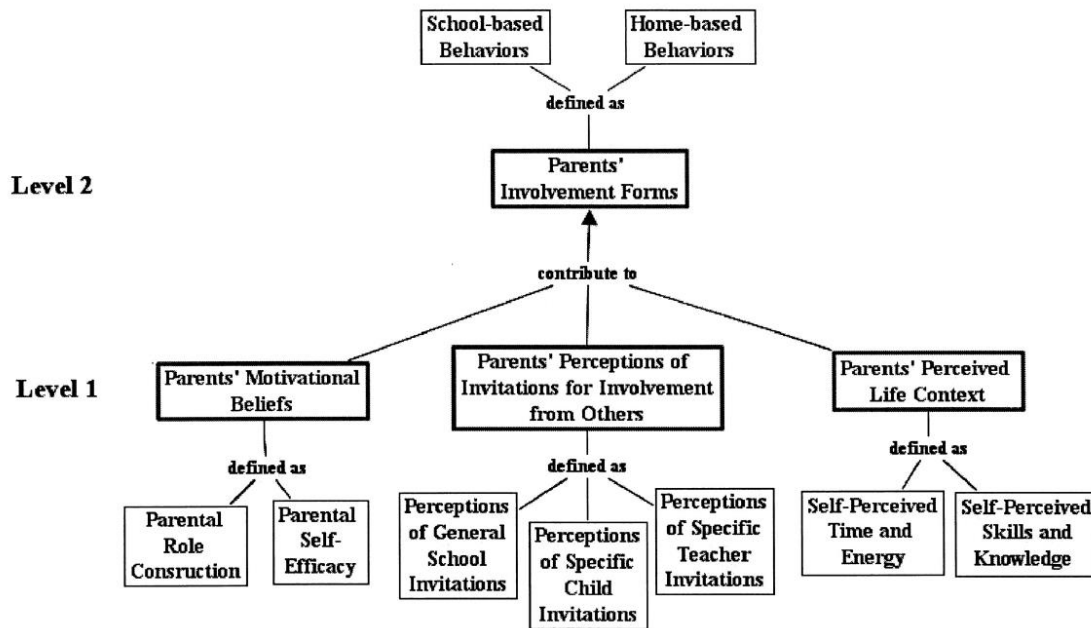 School-based
Behaviors
Home-based
Behaviors
defined as
Level 2
Parents'
Involvement Forms
contribute to
Level 1
Parents' Motivational
Beliefs
Parents' Perceptions of
Invitations for Involvement
from Others
Parents' Perceived
Life Context
defined as
defined as
defined as
Parental
Role
Consruction
Parental
Self-
Efficacy
Perceptions
of General
School
Invitations
Perceptions
of Specific
Child
Invitations
Perceptions
of Specific
Teacher
Invitations
Self-Perceived
Time and
Energy
Self-Perceived
Skills and
Knowledge